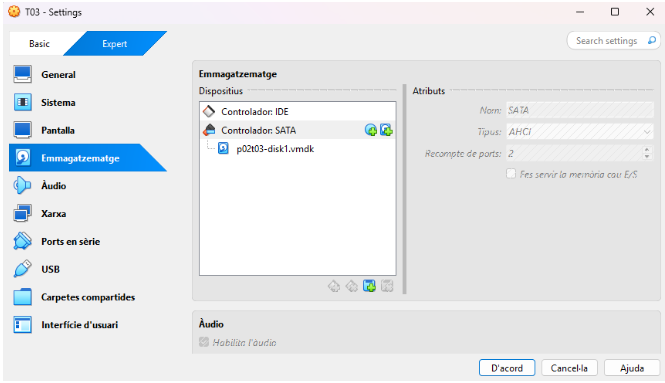 T03 - Settings
Basic
Expert
Search settings
General
Sistema
Pantalla
Emmagatzematge
Àudio
Xarxa
Ports en sèrie
USB
Carpetes compartides
Interfície d'usuari
Emmagatzematge
Dispositius
Controlador: IDE
Controlador: SATA
p02t03-disk1.vmdk
Atributs
Nom: SATA
Tipus: AHCI
Recompte de ports: 2
Fes servir la memòria cau E/S
Àudio
Habilita l'àudio
D'acord
Cancel·la
Ajuda